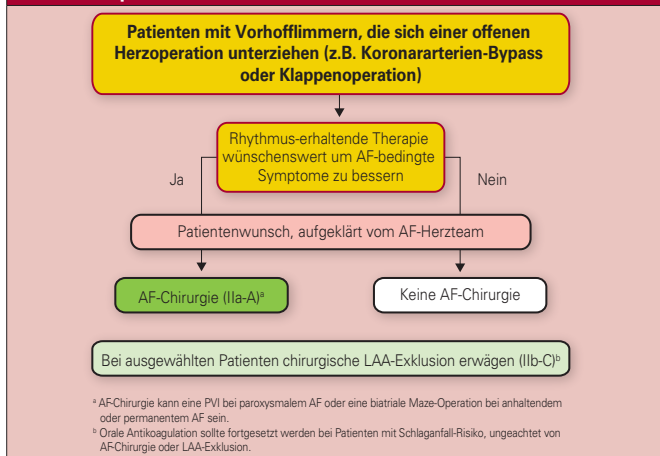 Patienten mit Vorhofflimmern, die sich einer offenen
Herzoperation unterziehen (z.B. Koronararterien-Bypass
oder Klappenoperation)
Rhythmus-erhaltende Therapie
wünschenswert um AF-bedingte
Symptome zu bessern
Ja
Nein
Patientenwunsch, aufgeklärt vom AF-Herzteam
AF-Chirurgie (IIa-A)ᵃ
Keine AF-Chirurgie
Bei ausgewählten Patienten chirurgische LAA-Exklusion erwägen (IIb-C)ᵇ
ᵃ AF-Chirurgie kann eine PVI bei paroxysmalem AF oder eine biatriale Maze-Operation bei anhaltendem
oder permanentem AF sein.
ᵇ Orale Antikoagulation sollte fortgesetzt werden bei Patienten mit Schlaganfall-Risiko, ungeachtet von
AF-Chirurgie oder LAA-Exklusion.